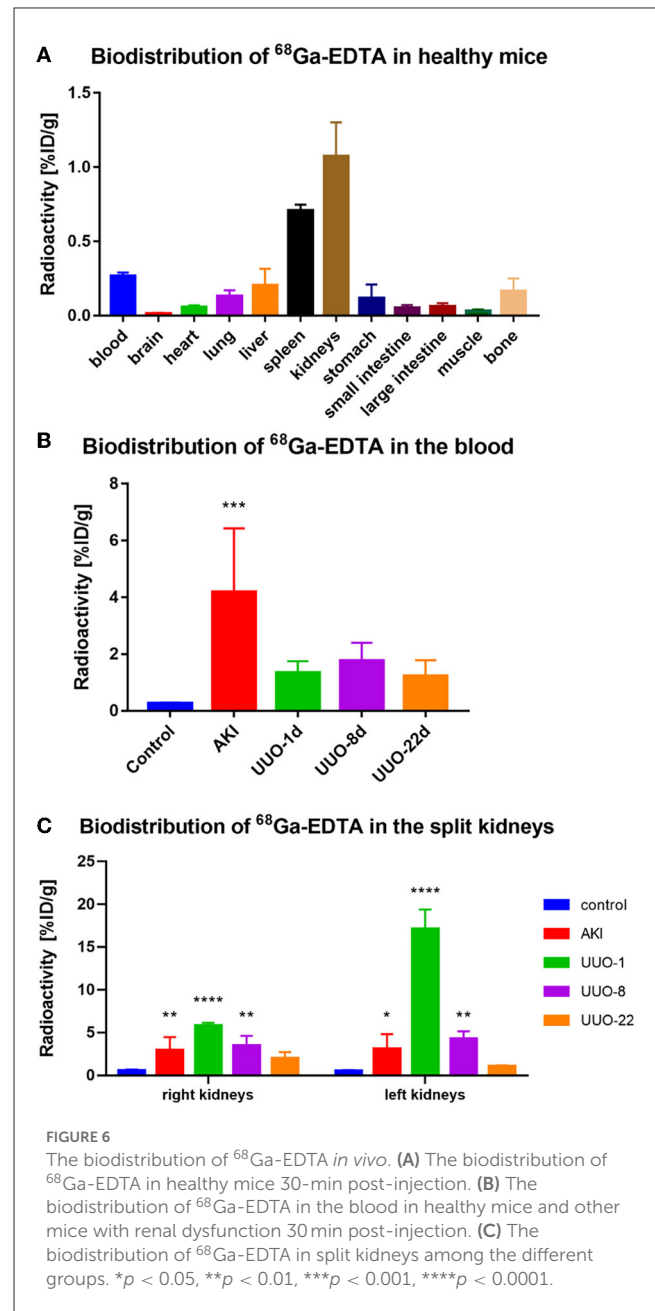 A Biodistribution of ⁶⁸Ga-EDTA in healthy mice
Radioactivity [%ID/g]
1.5
1.0
0.5
0.0
blood
brain
heart
lung
liver
spleen
kidneys
stomach
small intestine
large intestine
muscle
bone
B Biodistribution of ⁶⁸Ga-EDTA in the blood
Radioactivity [%ID/g]
8
6
4
2
0
***
Control
AKI
UUO-1d
UUO-8d
UUO-22d
C Biodistribution of ⁶⁸Ga-EDTA in the split kidneys
Radioactivity [%ID/g]
25
20
15
10
5
0
** **** **
* **** **
right kidneys
left kidneys
control
AKI
UUO-1
UUO-8
UUO-22
FIGURE 6
The biodistribution of ⁶⁸Ga-EDTA in vivo. (A) The biodistribution of
⁶⁸Ga-EDTA in healthy mice 30-min post-injection. (B) The
biodistribution of ⁶⁸Ga-EDTA in the blood in healthy mice and other
mice with renal dysfunction 30 min post-injection. (C) The
biodistribution of ⁶⁸Ga-EDTA in split kidneys among the different
groups. *p < 0.05, **p < 0.01, ***p < 0.001, ****p < 0.0001.